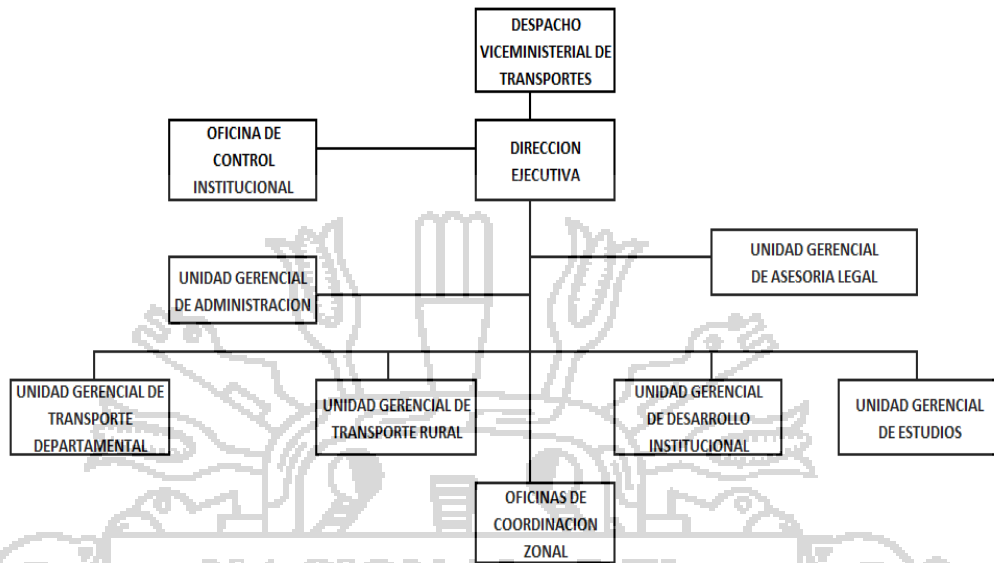 DESPACHO
VICEMINISTERIAL DE
TRANSPORTES
OFICINA DE
CONTROL
INSTITUCIONAL
DIRECCION
EJECUTIVA
UNIDAD GERENCIAL
DE ASESORIA LEGAL
UNIDAD GERENCIAL
DE ADMINISTRACION
UNIDAD GERENCIAL DE
TRANSPORTE
DEPARTAMENTAL
UNIDAD GERENCIAL DE
TRANSPORTE RURAL
UNIDAD GERENCIAL
DE DESARROLLO
INSTITUCIONAL
UNIDAD GERENCIAL
DE ESTUDIOS
OFICINAS DE
COORDINACION
ZONAL